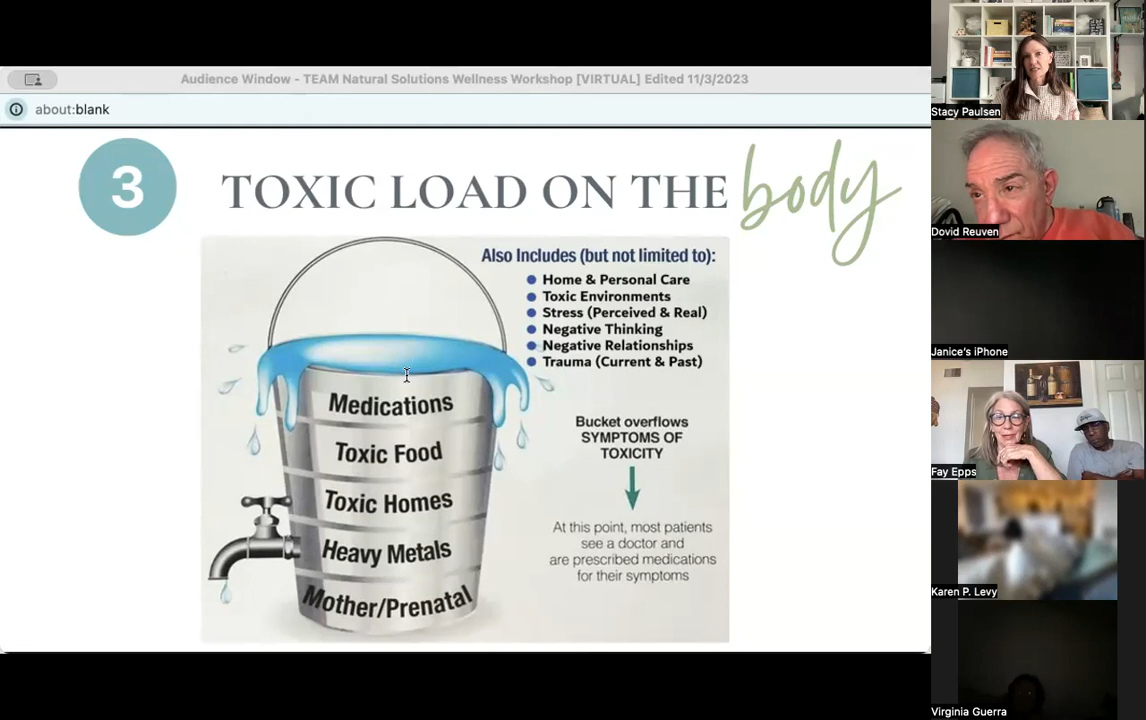 Audience Window - TEAM Natural Solutions Wellness Workshop [VIRTUAL] Edited 11/3/2023
about:blank
3
TOXIC LOAD ON THE body
Also Includes (but not limited to):
Home & Personal Care
Toxic Environments
Stress (Perceived & Real)
Negative Thinking
Negative Relationships
Trauma (Current & Past)
Medications
Toxic Food
Toxic Homes
Heavy Metals
Mother/Prenatal
Bucket overflows
SYMPTOMS OF
TOXICITY
At this point, most patients
see a doctor and
are prescribed medications
for their symptoms
Stacy Paulsen
Dovid Reuven
Janice's iPhone
Fay Epps
Karen P. Levy
Virginia Guerra